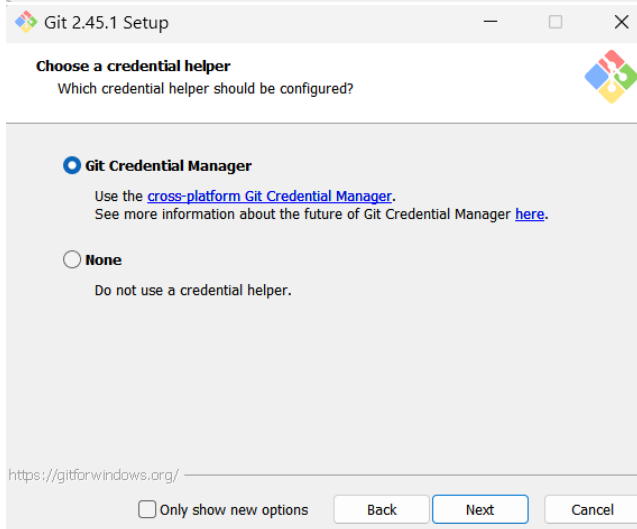 Git 2.45.1 Setup
Choose a credential helper
Which credential helper should be configured?
Git Credential Manager
Use the cross-platform Git Credential Manager.
See more information about the future of Git Credential Manager here.
None
Do not use a credential helper.
https://gitforwindows.org/
Only show new options Back Next Cancel